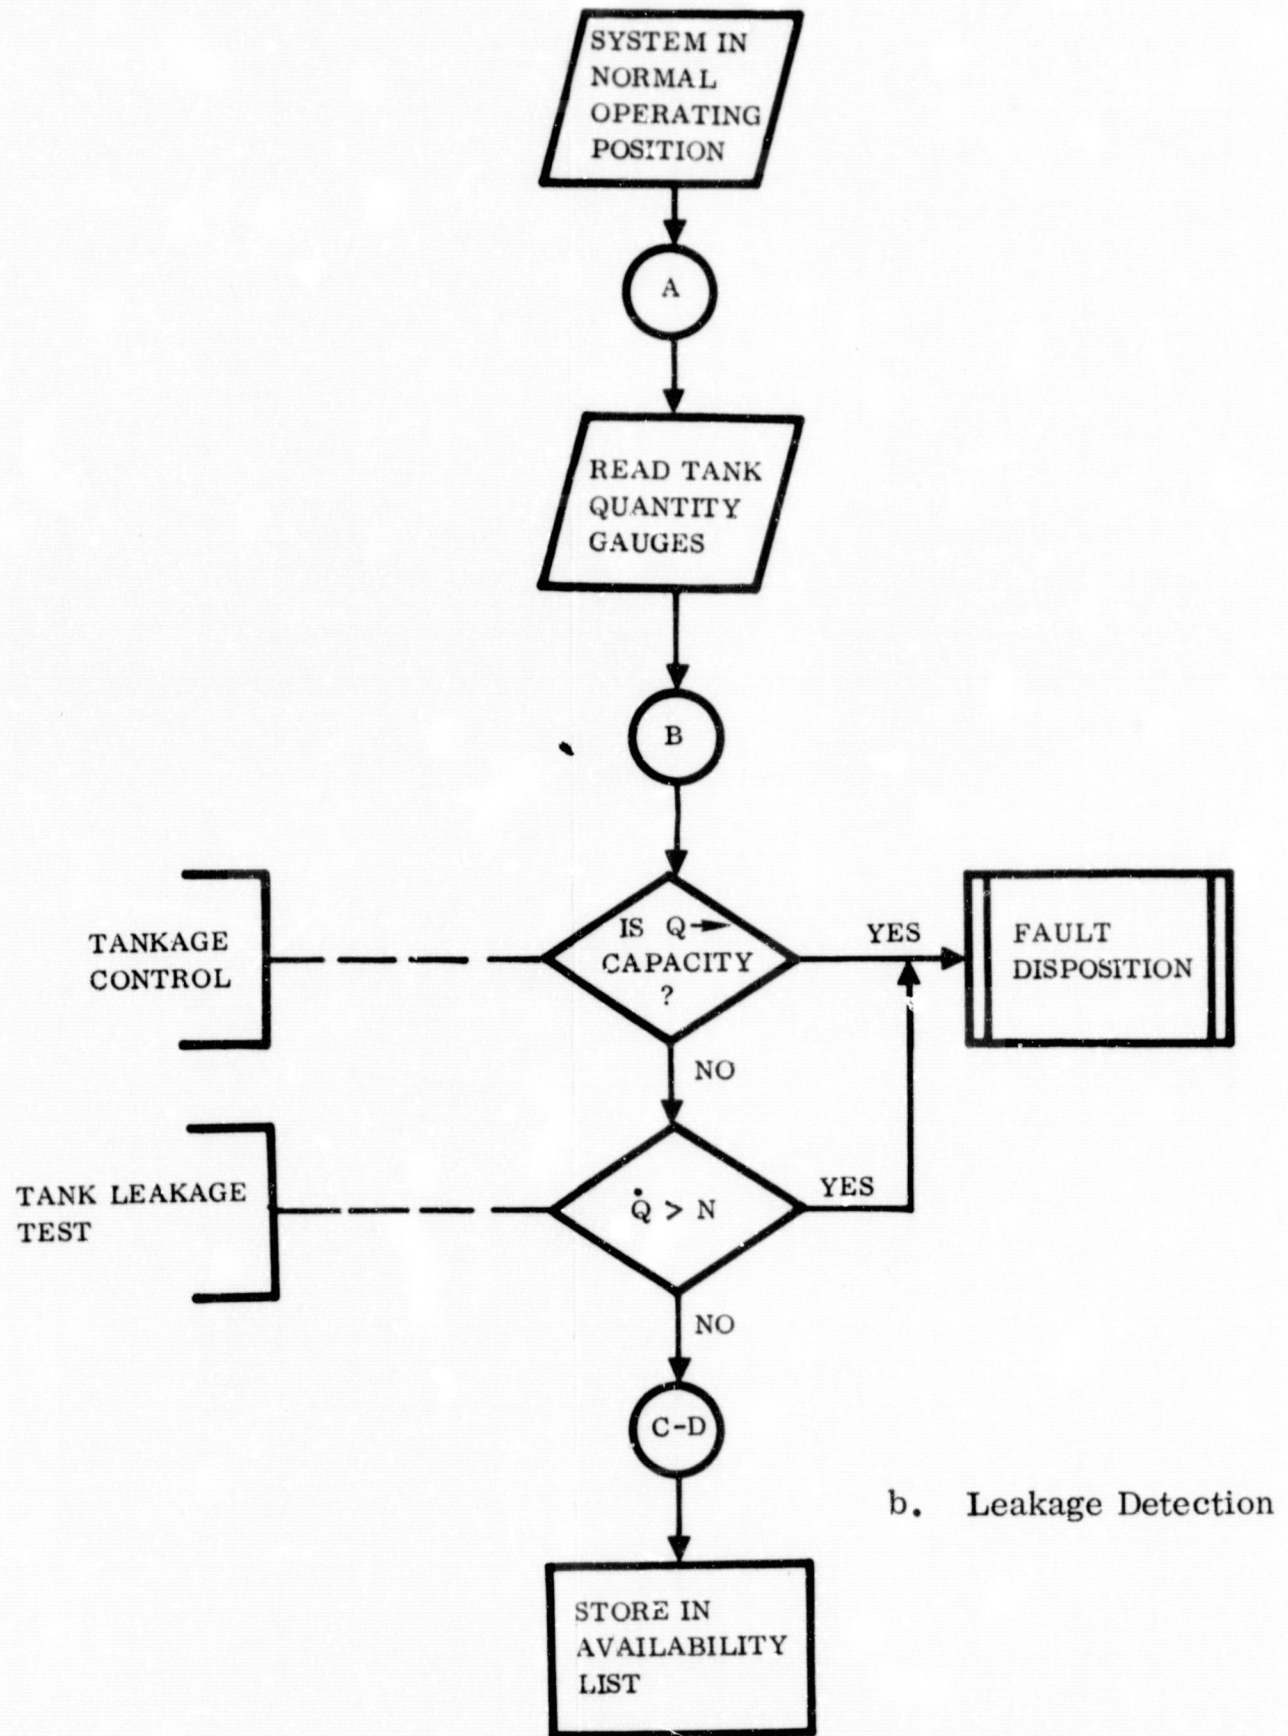 SYSTEM IN
NORMAL
OPERATING
POSITION
A
READ TANK
QUANTITY
GAUGES
B
TANKAGE
CONTROL
IS Q→
CAPACITY
?
YES
FAULT
DISPOSITION
NO
TANK LEAKAGE
TEST
Q̇ > N
YES
NO
C-D
b. Leakage Detection
STORE IN
AVAILABILITY
LIST